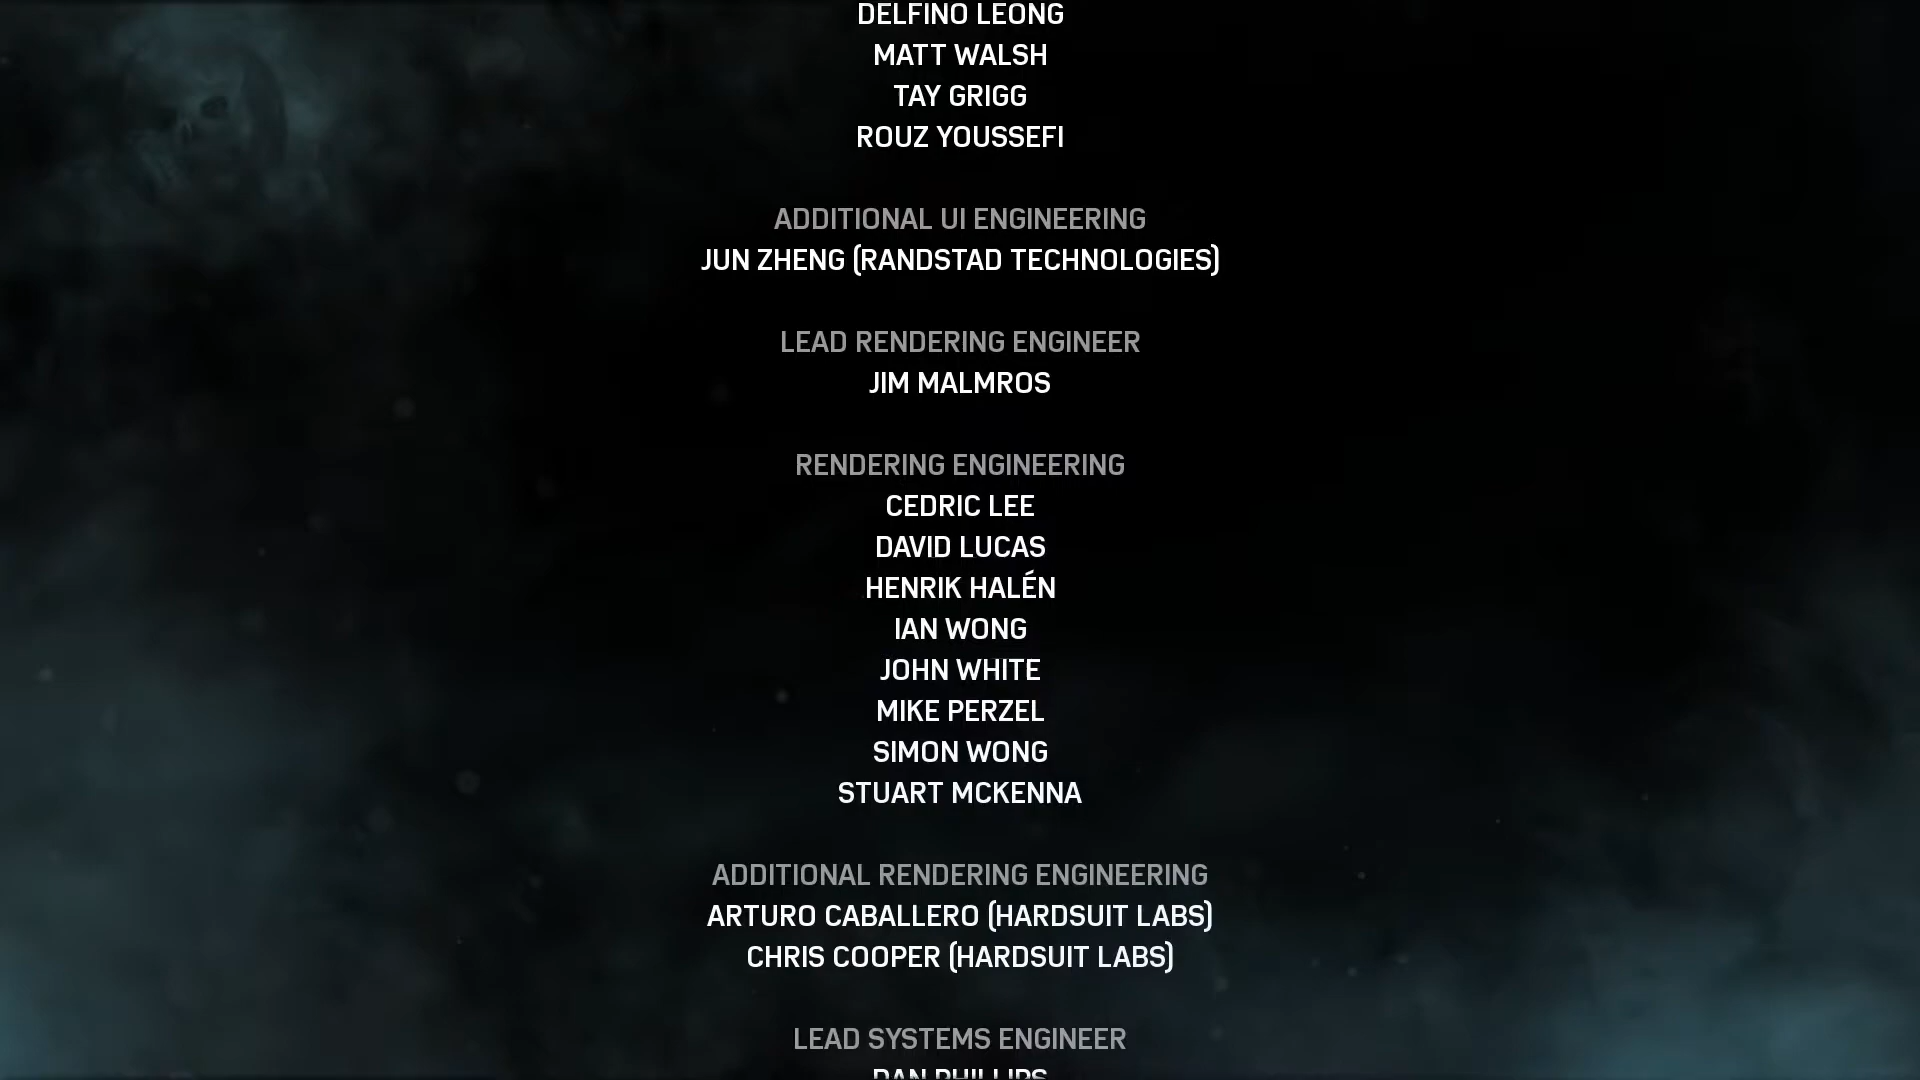 DELFINO LEONG
MATT WALSH
TAY GRIGG
ROUZ YOUSSEFI
ADDITIONAL UI ENGINEERING
JUN ZHENG (RANDSTAD TECHNOLOGIES)
LEAD RENDERING ENGINEER
JIM MALMROS
RENDERING ENGINEERING
CEDRIC LEE
DAVID LUCAS
HENRIK HALÉN
IAN WONG
JOHN WHITE
MIKE PERZEL
SIMON WONG
STUART MCKENNA
ADDITIONAL RENDERING ENGINEERING
ARTURO CABALLERO (HARDSUIT LABS)
CHRIS COOPER (HARDSUIT LABS)
LEAD SYSTEMS ENGINEER
DAN PHILLIPS